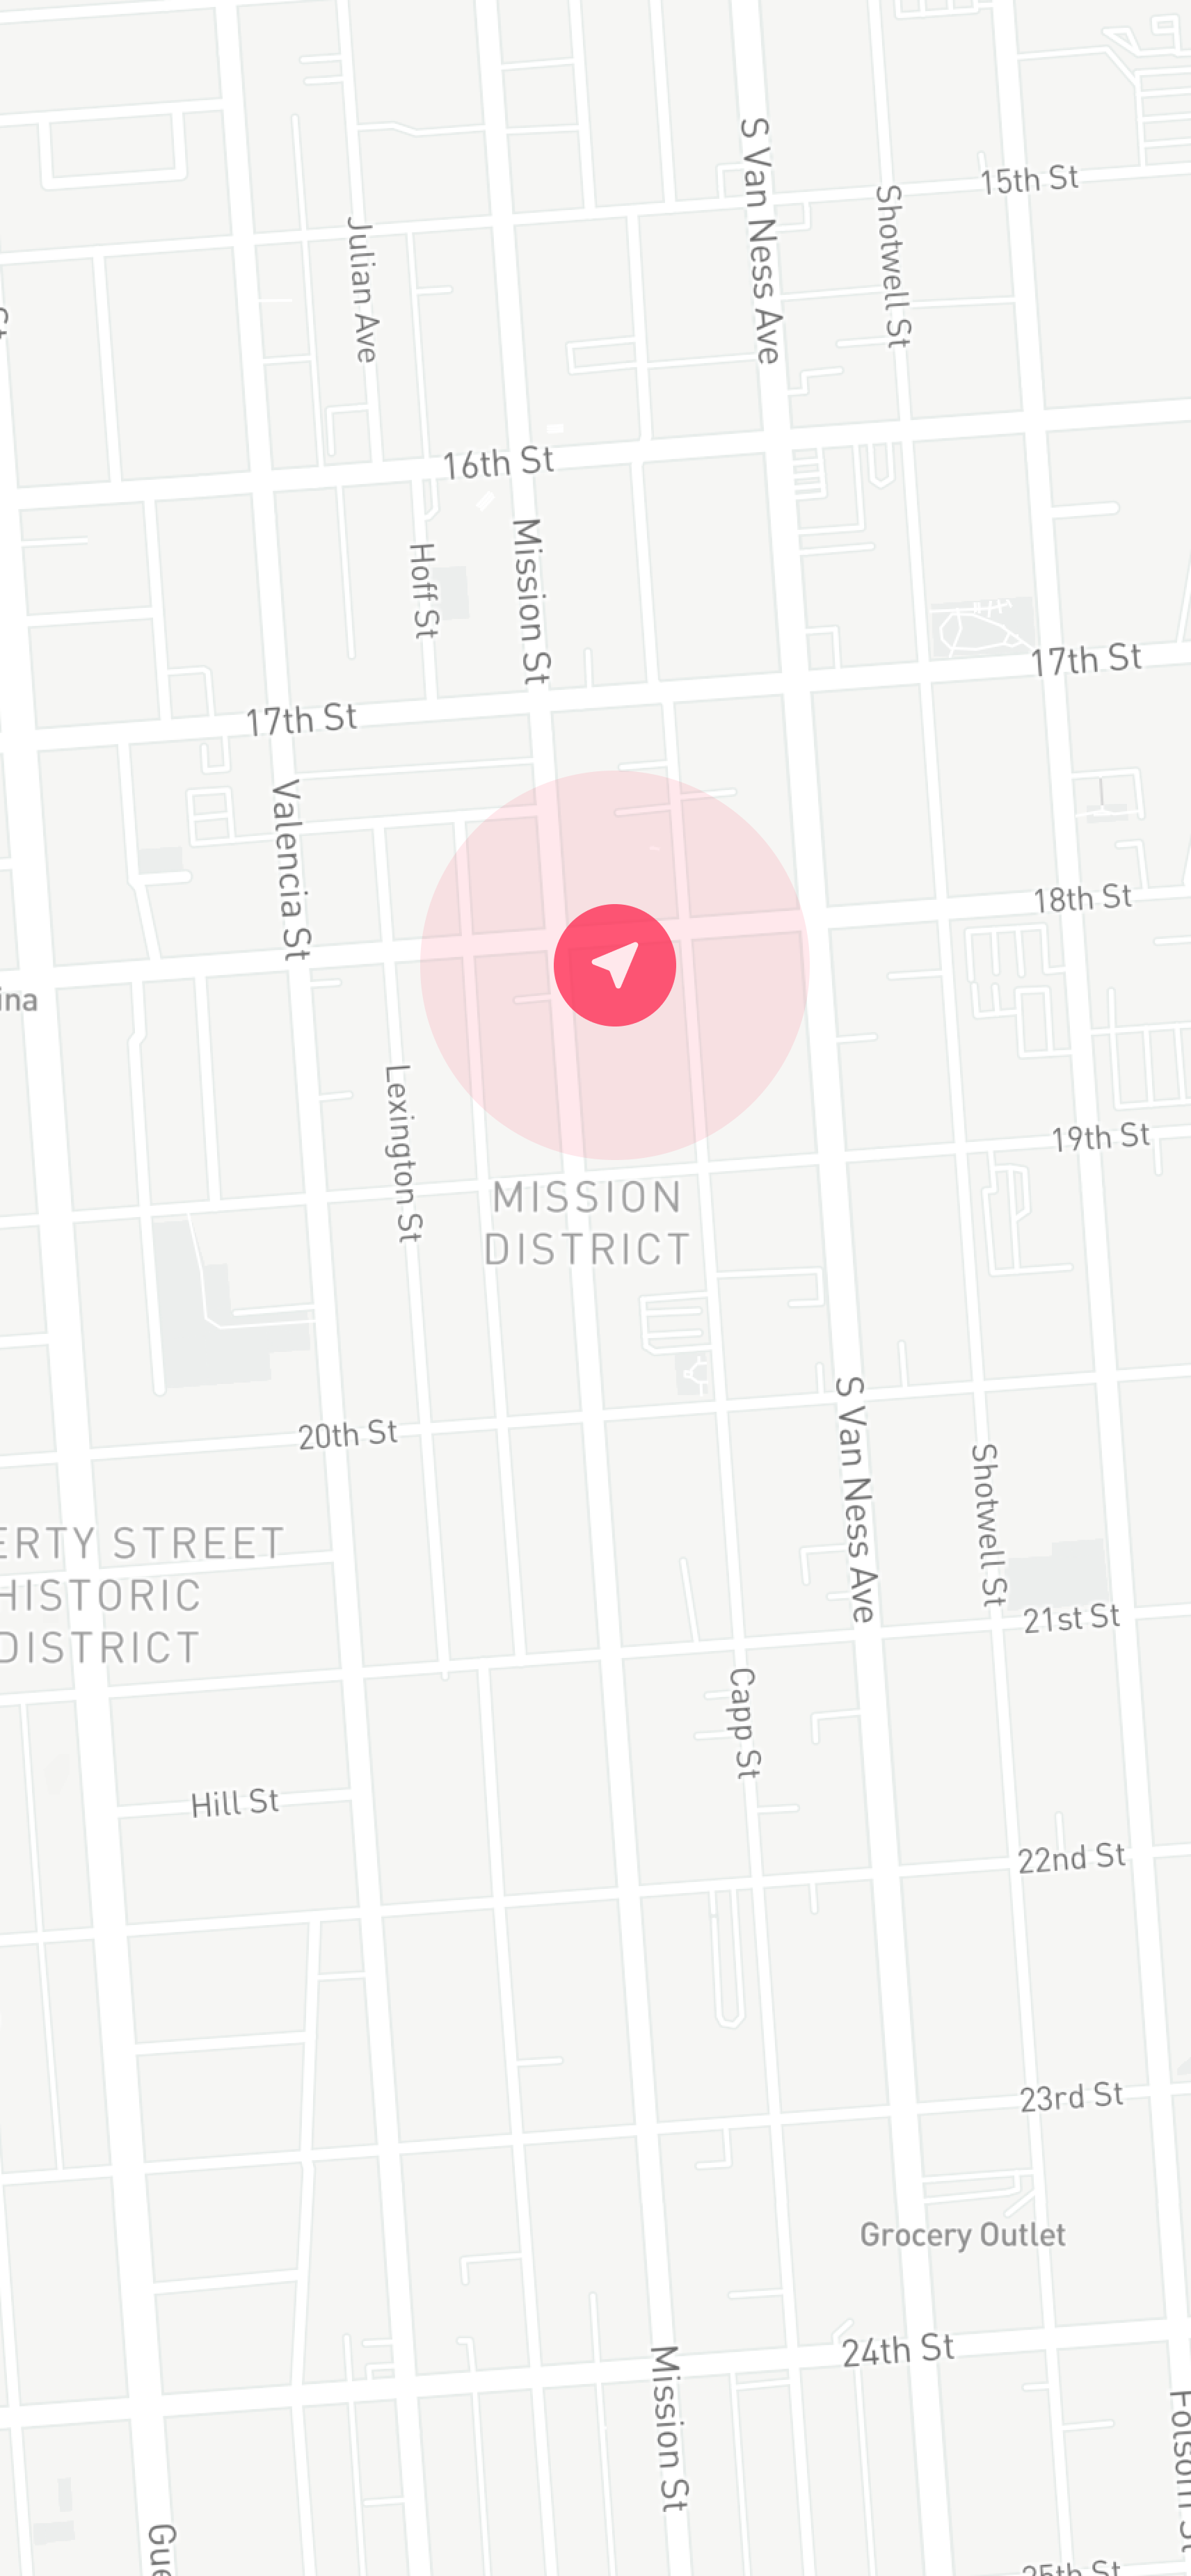 S Van Ness Ave
15th St
Shotwell St
Julian Ave
16th St
Mission St
Hoff St
17th St
17th St
Valencia St
18th St
Lexington St
19th St
MISSION
DISTRICT
S Van Ness Ave
20th St
Shotwell St
ERTY STREET
HISTORIC
DISTRICT
21st St
Capp St
Hill St
22nd St
23rd St
Grocery Outlet
24th St
Mission St
Folsom St
25th St